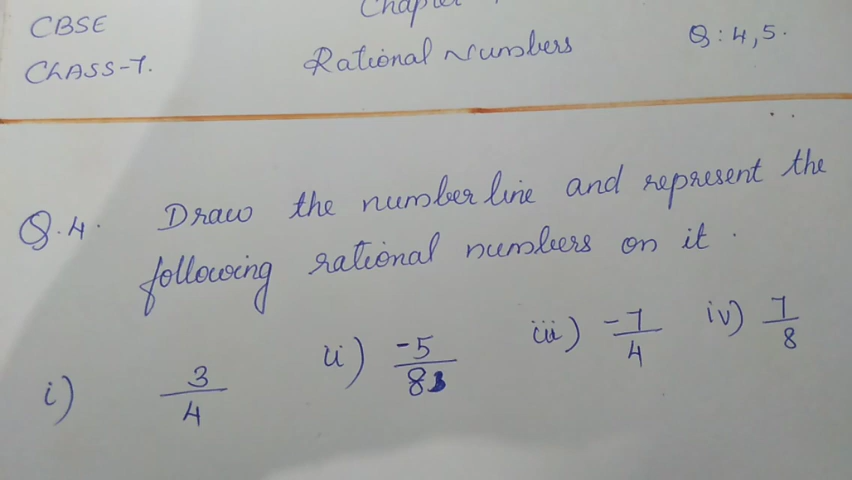 CBSE
Chapter
CLASS-7.
Rational Numbers
Q: 4,5.
Q.4. Draw the number line and represent the
following rational numbers on it.
i) 3/4 ii) -5/8 iii) -7/4 iv) 7/8